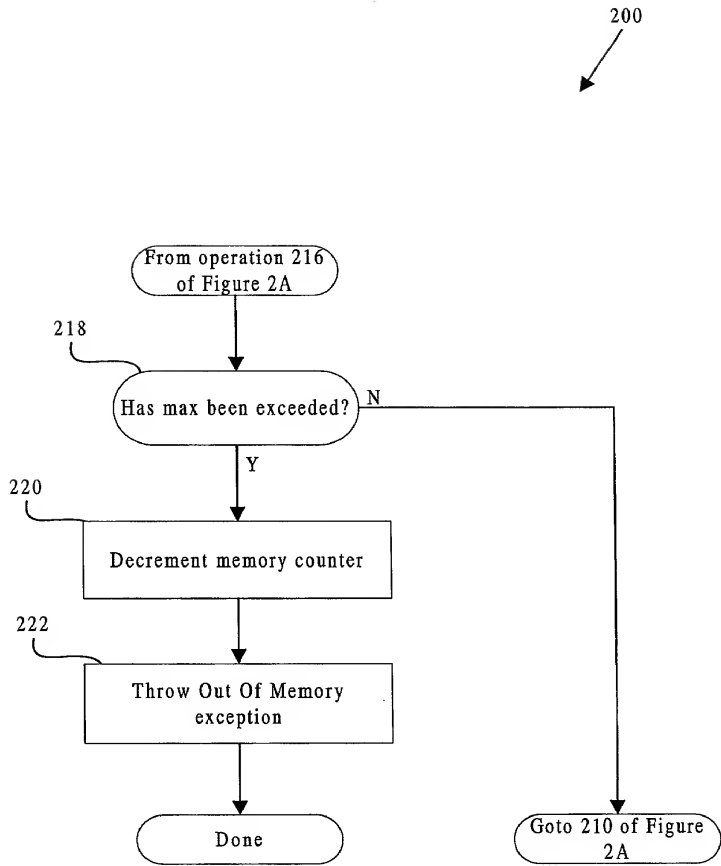 200
From operation 216
of Figure 2A
218
Has max been exceeded?
N
Y
220
Decrement memory counter
222
Throw Out Of Memory
exception
Done
Goto 210 of Figure
2A